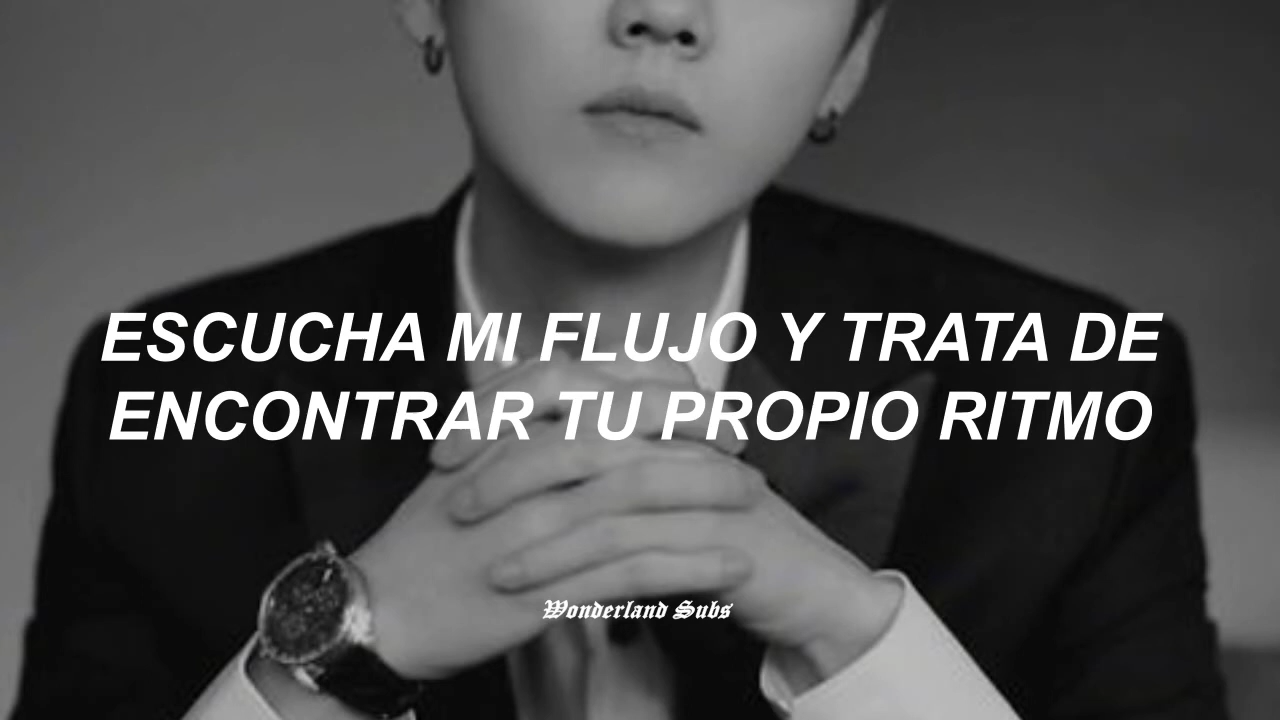 ESCUCHA MI FLUJO Y TRATA DE
ENCONTRAR TU PROPIO RITMO
Wonderland Subs